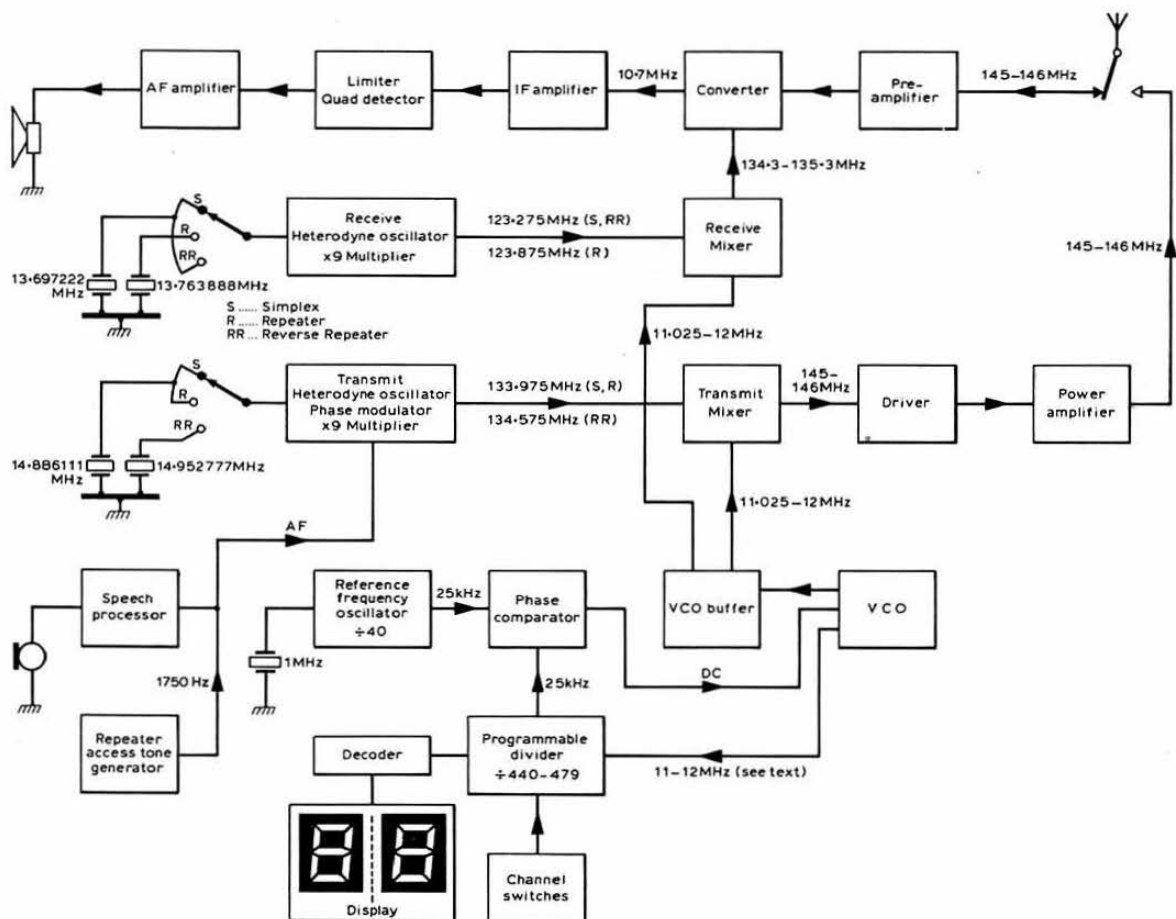 AF amplifier
Limiter
Quad detector
IF amplifier
10·7MHz
Converter
Pre-
amplifier
145–146MHz
134·3–135·3MHz
S
R
RR
13·697222
MHz
13·763888MHz
Receive
Heterodyne oscillator
x9 Multiplier
123·275MHz (S, RR)
123·875MHz (R)
Receive
Mixer
145–146MHz
S ...... Simplex
R ...... Repeater
RR ... Reverse Repeater
11·025–12MHz
S
R
RR
14·886111
MHz
14·952777MHz
Transmit
Heterodyne oscillator
Phase modulator
x9 Multiplier
133·975MHz (S, R)
134·575MHz (RR)
Transmit
Mixer
145–
146MHz
Driver
Power
amplifier
11·025–12MHz
AF
Speech
processor
Reference
frequency
oscillator
÷40
25kHz
Phase
comparator
VCO buffer
VCO
1MHz
1750Hz
DC
25kHz
Repeater
access tone
generator
Decoder
Programmable
divider
÷440–479
11–12MHz (see text)
88
Display
Channel
switches